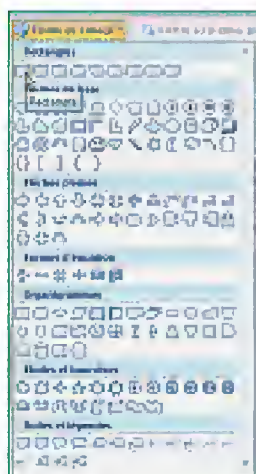 Rectangles
Formes de base
Rectangle
Flèches pleines
Formes d'équation
Organigrammes
Étoiles et bannières
Bulles et légendes